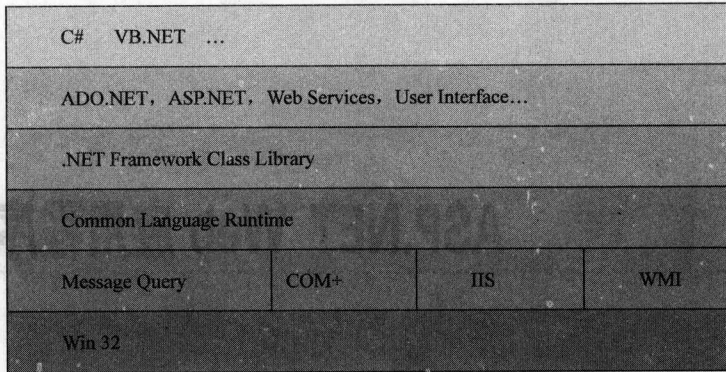 C# VB.NET …
ADO.NET，ASP.NET，Web Services，User Interface…
.NET Framework Class Library
Common Language Runtime
Message Query COM+ IIS WMI
Win 32